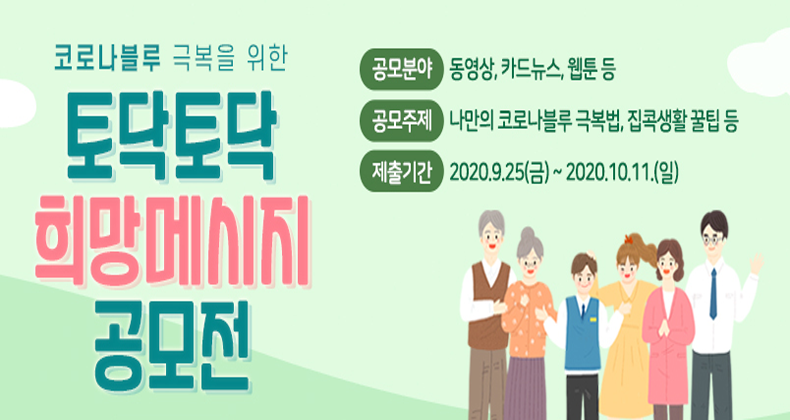 코로나블루 극복을 위한
토닥토닥
희망메시지
공모전
공모분야 동영상, 카드뉴스, 웹툰 등
공모주제 나만의 코로나블루 극복법, 집콕생활 꿀팁 등
제출기간 2020.9.25(금) ~ 2020.10.11.(일)